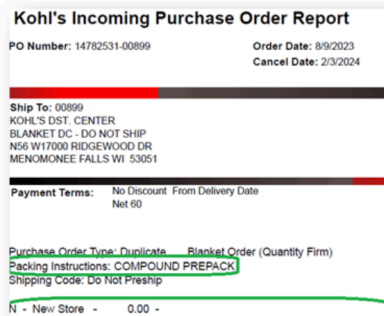 Kohl's Incoming Purchase Order Report
PO Number: 14782531-00899 Order Date: 8/9/2023
Cancel Date: 2/3/2024
Ship To: 00899
KOHL'S DST. CENTER
BLANKET DC - DO NOT SHIP
N56 W17000 RIDGEWOOD DR
MENOMONEE FALLS WI 53051
Payment Terms: No Discount From Delivery Date
Net 60
Purchase Order Type: Duplicate Blanket Order (Quantity Firm)
Packing Instructions: COMPOUND PREPACK
Shipping Code: Do Not Preship
N - New Store - 0.00 -